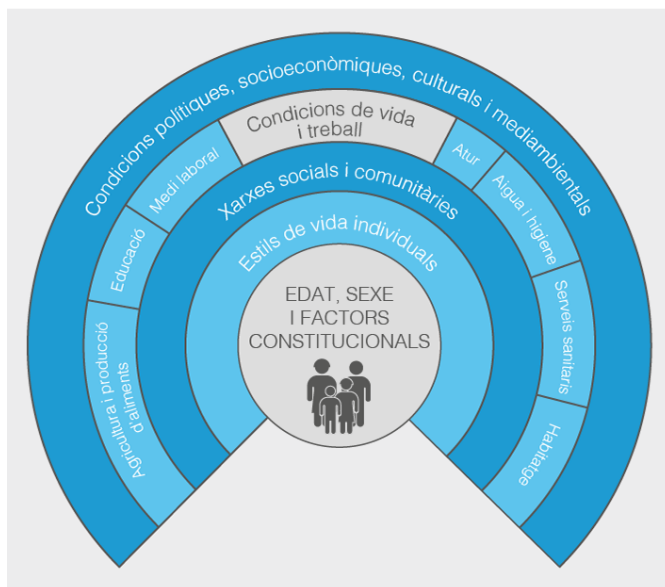 Condicions polítiques, socioeconòmiques, culturals i mediambientals
Condicions de vida
i treball
Agricultura i producció
d'aliments
Educació
Medi laboral
Atur
Aigua i higiene
Serveis sanitaris
Habitatge
Xarxes socials i comunitàries
Estils de vida individuals
EDAT, SEXE
I FACTORS
CONSTITUCIONALS